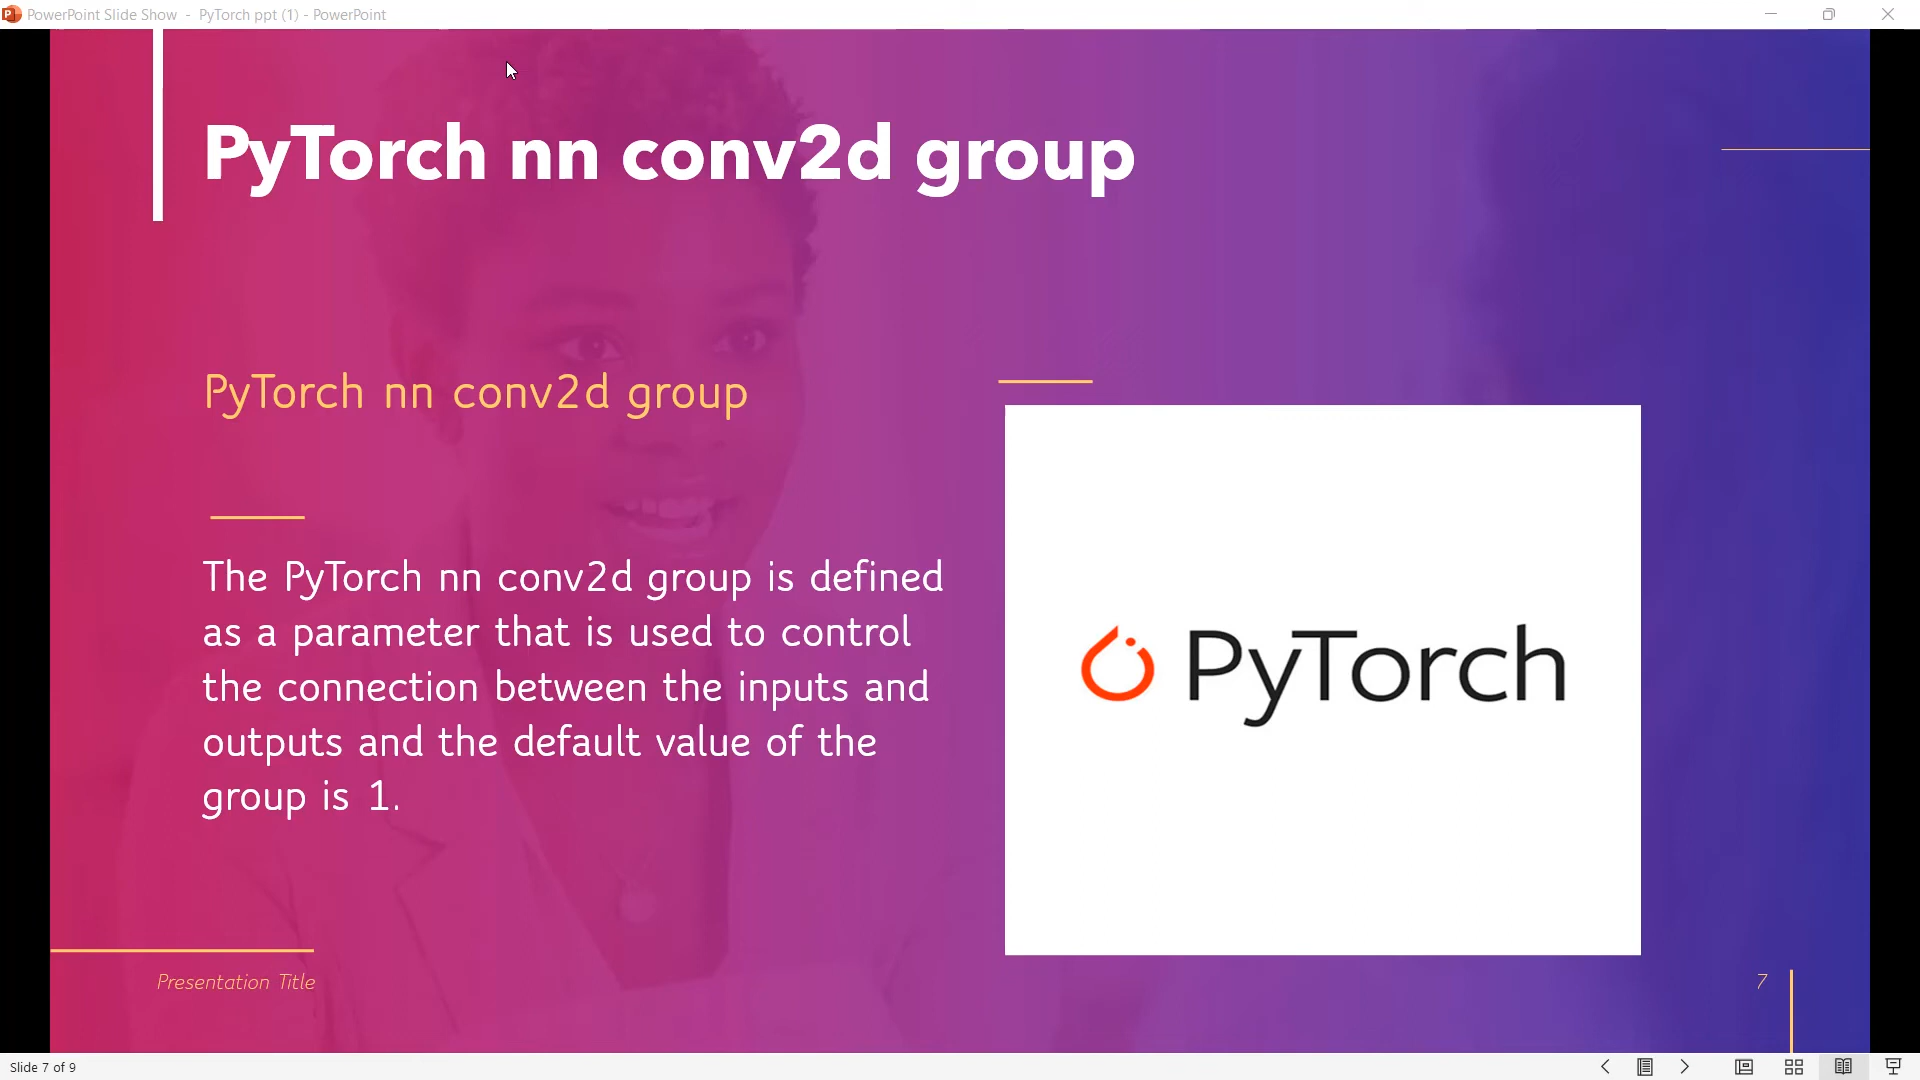 PowerPoint Slide Show - PyTorch ppt (1) - PowerPoint
PyTorch nn conv2d group
PyTorch nn conv2d group
The PyTorch nn conv2d group is defined
as a parameter that is used to control
the connection between the inputs and
outputs and the default value of the
group is 1.
PyTorch
Presentation Title
7
Slide 7 of 9